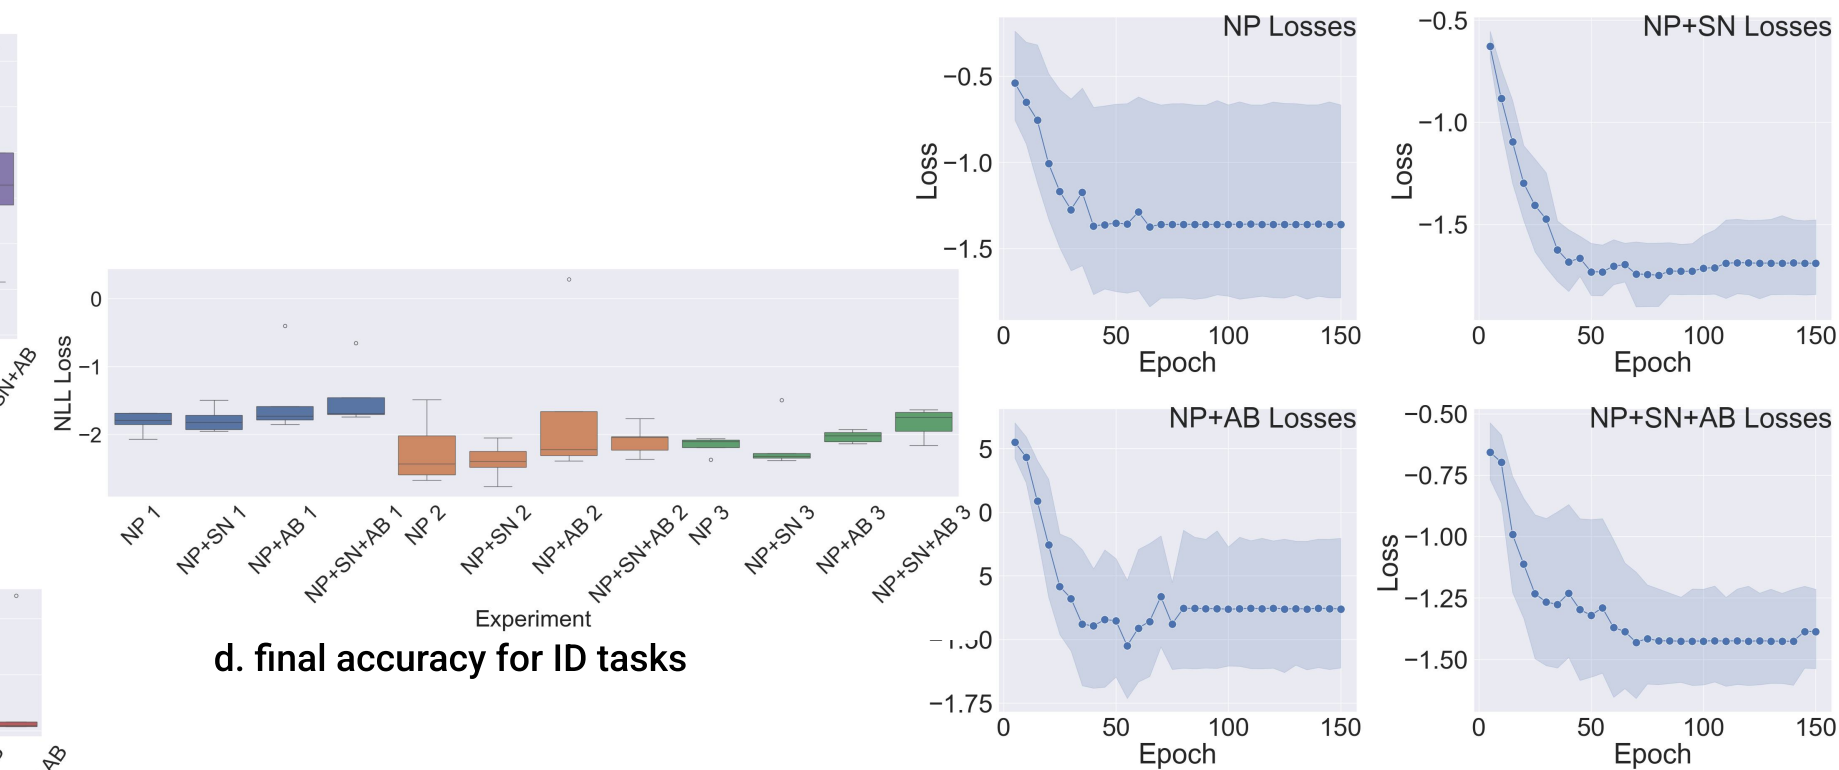 SN+AB
AB
0
−1
−2
NLL Loss
NP 1
NP+SN 1
NP+AB 1
NP+SN+AB 1
NP 2
NP+SN 2
NP+AB 2
NP+SN+AB 2
NP 3
NP+SN 3
NP+AB 3
NP+SN+AB 3
Experiment
d. final accuracy for ID tasks
NP Losses
−0.5
−1.0
−1.5
Loss
0 50 100 150
Epoch
NP+SN Losses
−0.5
−1.0
−1.5
Loss
0 50 100 150
Epoch
NP+AB Losses
5
0
5
−1.75
50 100 150
Epoch
NP+SN+AB Losses
−0.50
−0.75
−1.00
−1.25
−1.50
Loss
0 50 100 150
Epoch